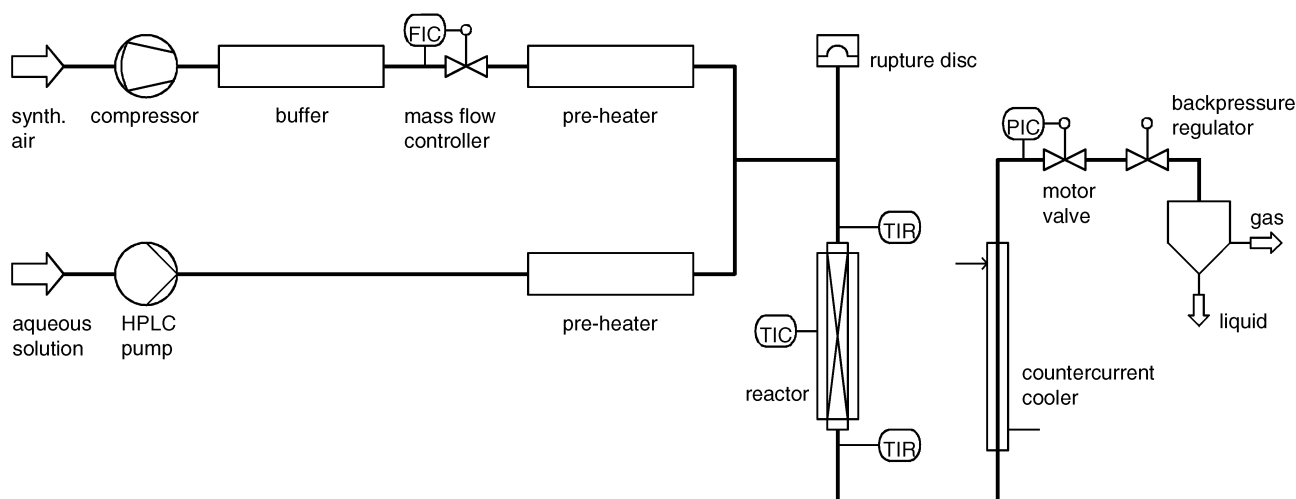 FIC
synth.
air
compressor
buffer
mass flow
controller
pre-heater
rupture disc
PIC
backpressure
regulator
motor
valve
gas
liquid
TIR
aqueous
solution
HPLC
pump
pre-heater
TIC
reactor
countercurrent
cooler
TIR